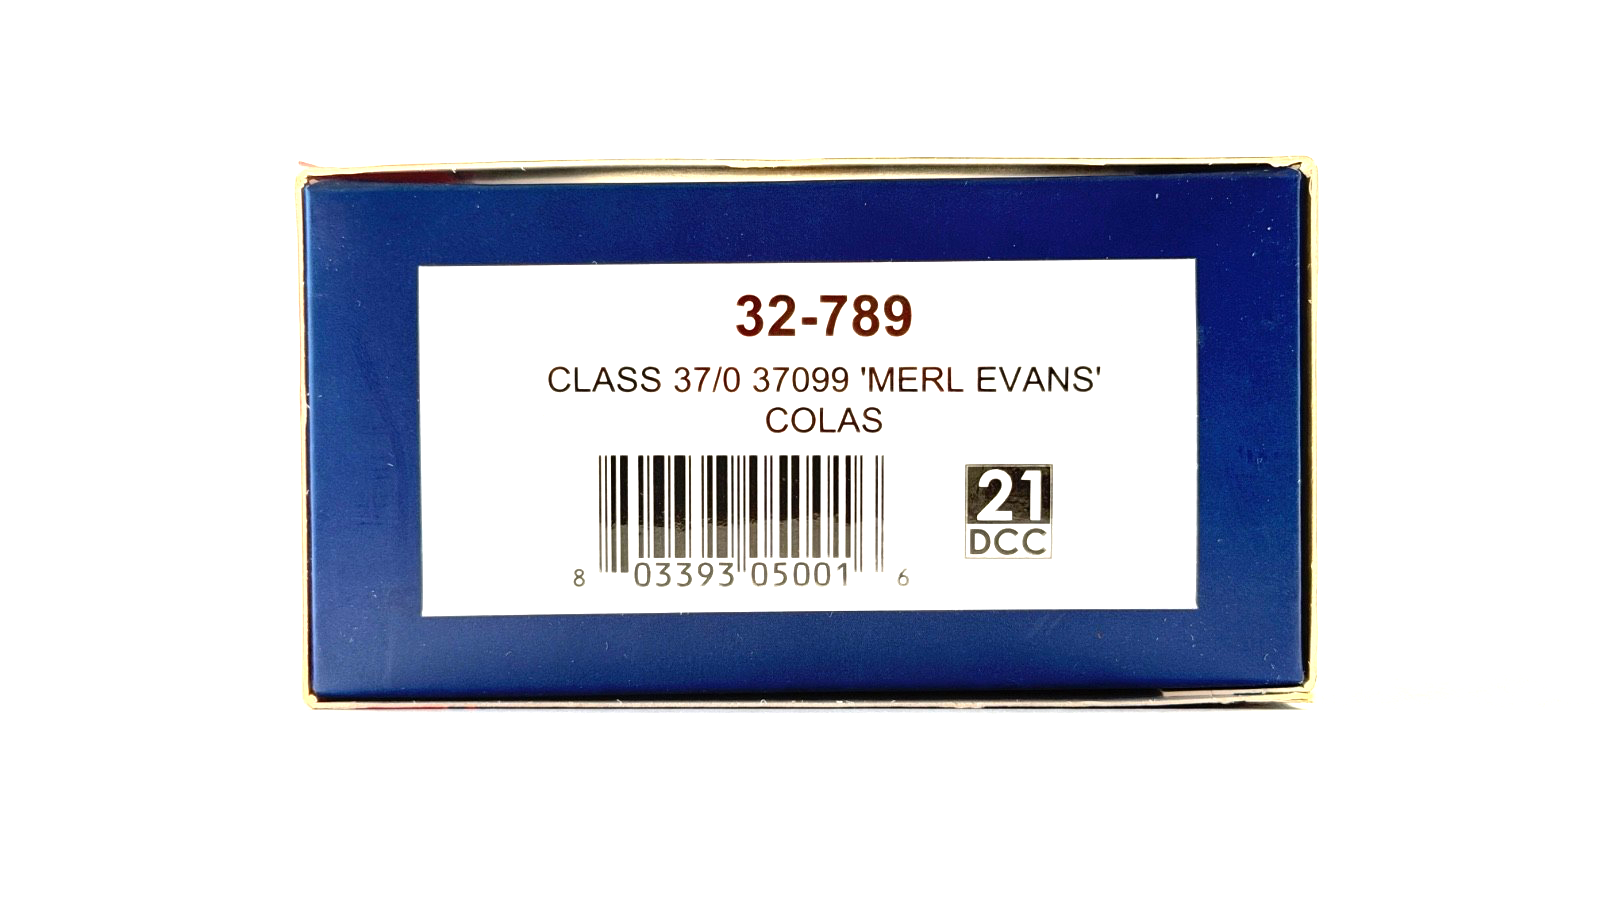 32-789
CLASS 37/0 37099 'MERL EVANS'
COLAS
21
DCC
8 03393 05001 6